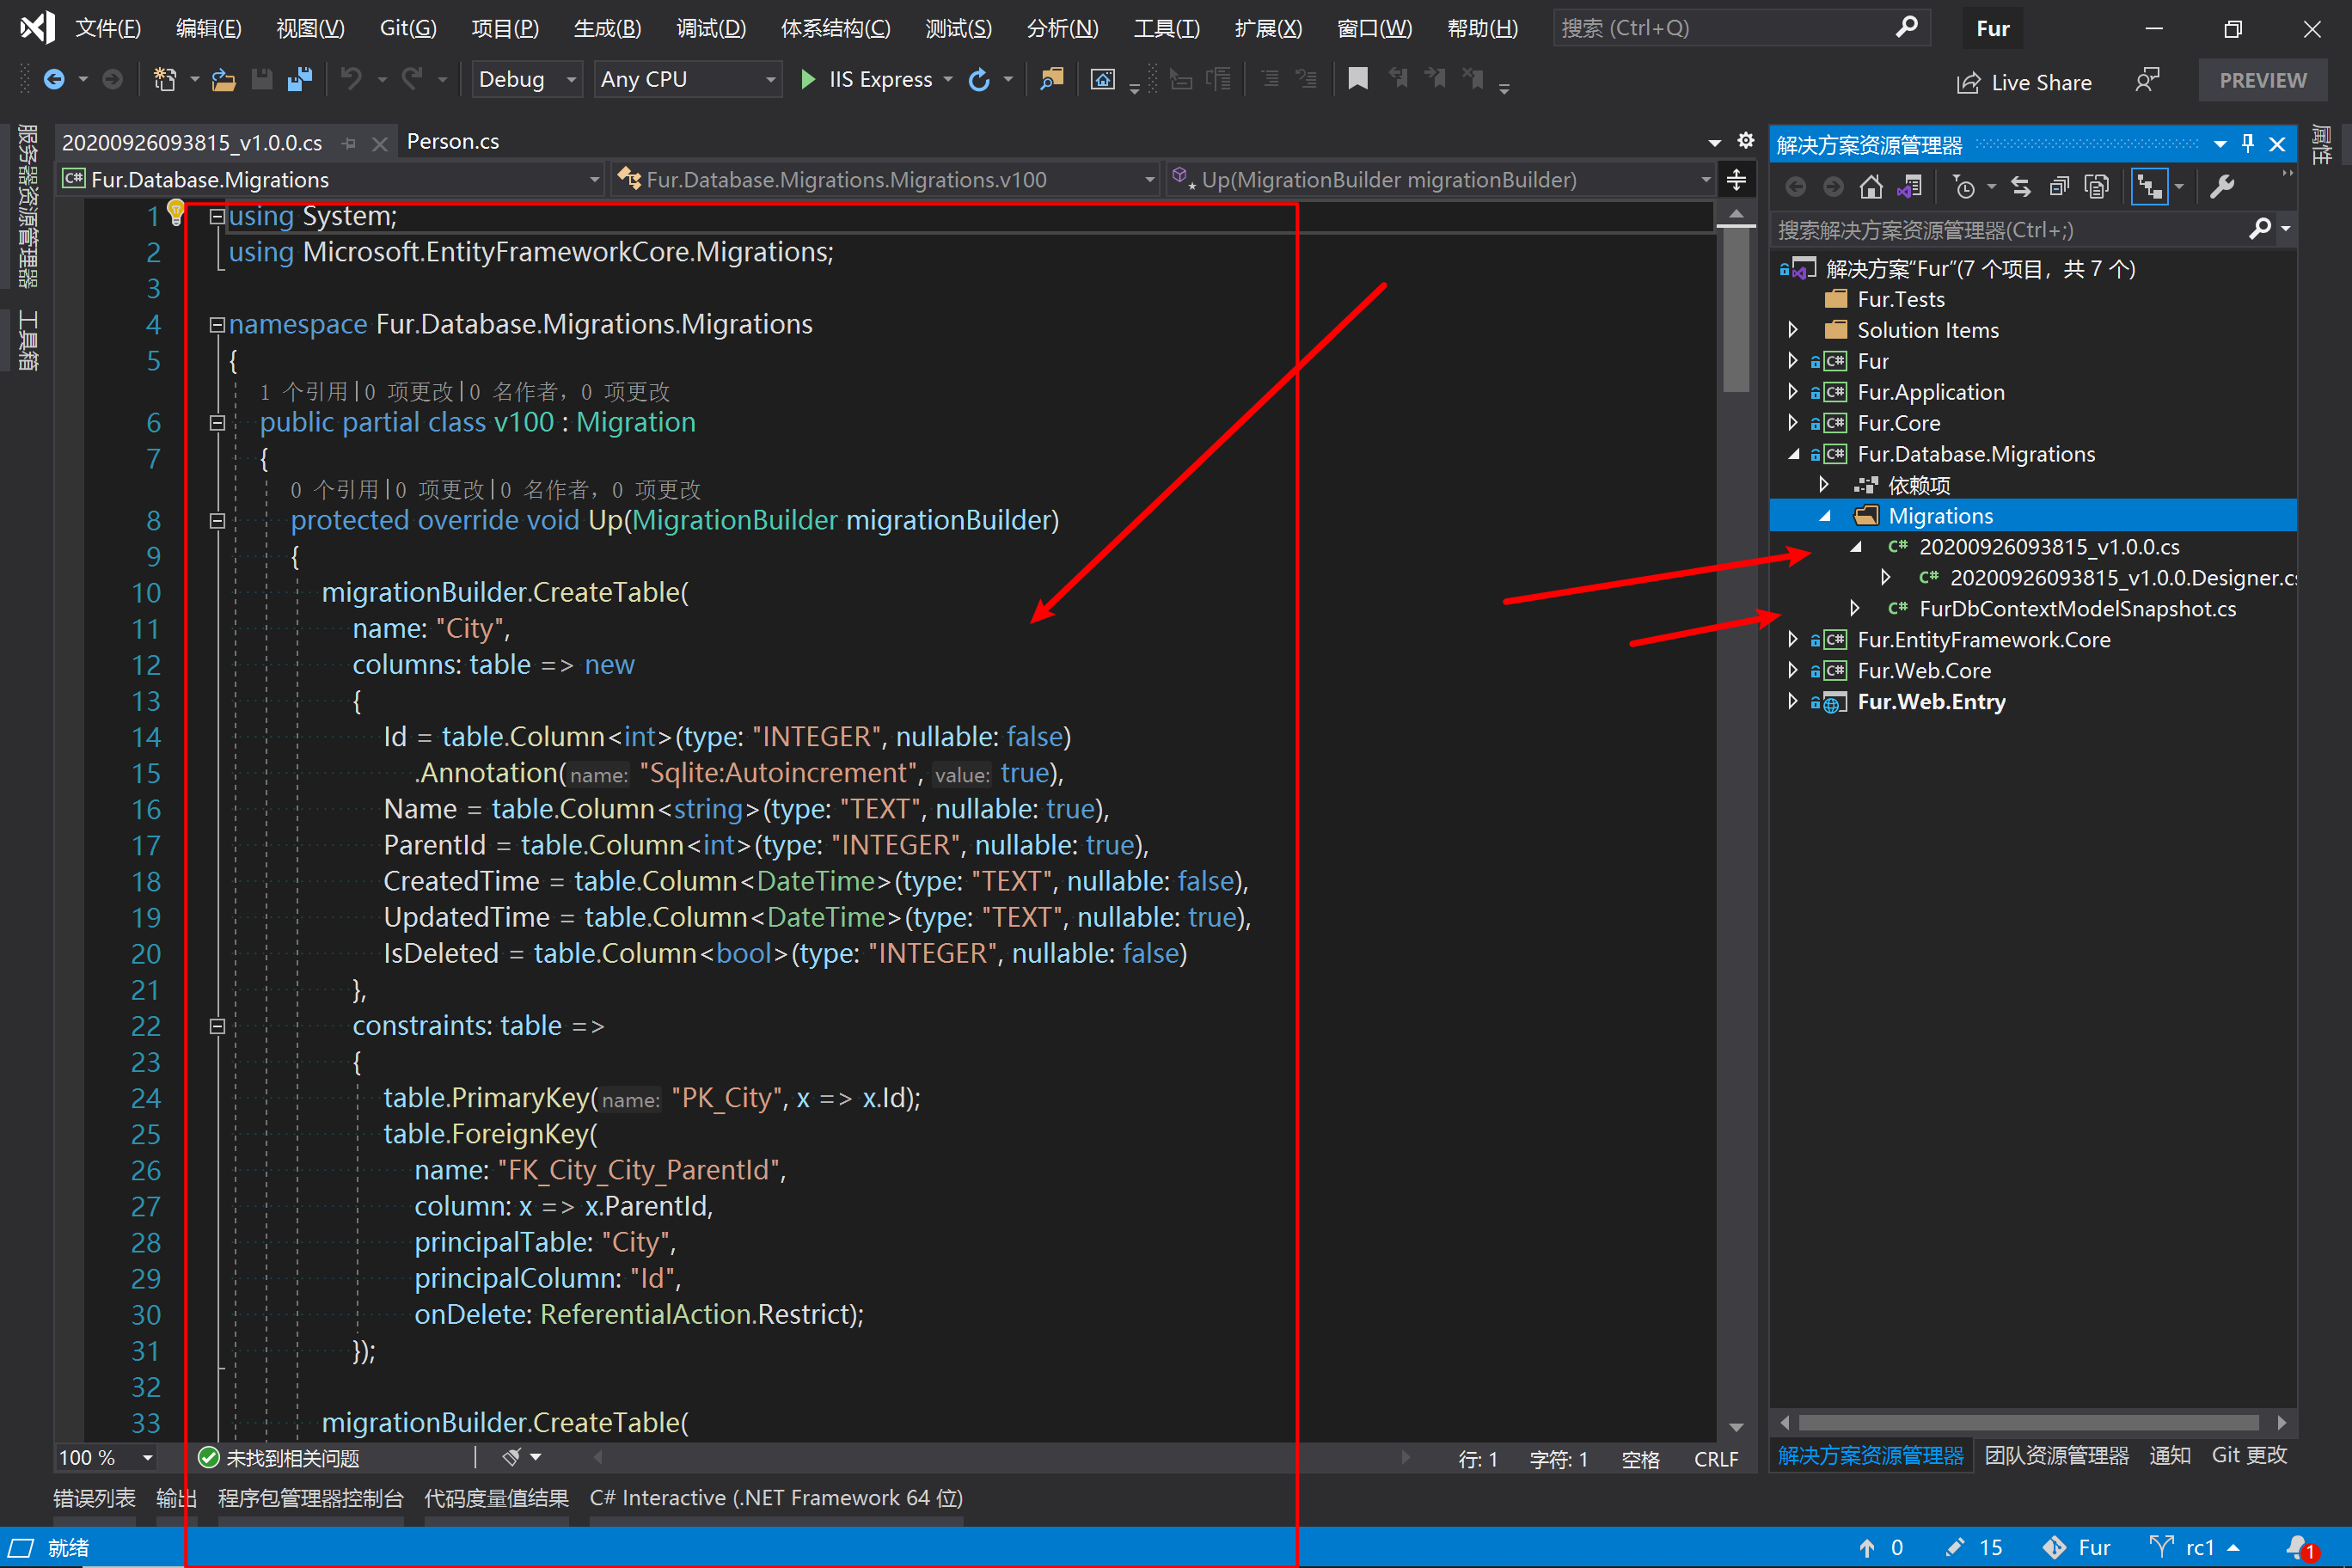 文件(F) 编辑(E) 视图(V) Git(G) 项目(P) 生成(B) 调试(D) 体系结构(C) 测试(S) 分析(N) 工具(T) 扩展(X) 窗口(W) 帮助(H) 搜索 (Ctrl+Q) Fur
Debug Any CPU IIS Express Live Share PREVIEW
服务器资源管理器
工具箱
20200926093815_v1.0.0.cs Person.cs
Fur.Database.Migrations Fur.Database.Migrations.Migrations.v100 Up(MigrationBuilder migrationBuilder)
1 using System;
2 using Microsoft.EntityFrameworkCore.Migrations;
3
4 namespace Fur.Database.Migrations.Migrations
5 {
1 个引用|0 项更改|0 名作者，0 项更改
6 public partial class v100 : Migration
7 {
0 个引用|0 项更改|0 名作者，0 项更改
8 protected override void Up(MigrationBuilder migrationBuilder)
9 {
10 migrationBuilder.CreateTable(
11 name: "City",
12 columns: table => new
13 {
14 Id = table.Column<int>(type: "INTEGER", nullable: false)
15 .Annotation(name: "Sqlite:Autoincrement", value: true),
16 Name = table.Column<string>(type: "TEXT", nullable: true),
17 ParentId = table.Column<int>(type: "INTEGER", nullable: true),
18 CreatedTime = table.Column<DateTime>(type: "TEXT", nullable: false),
19 UpdatedTime = table.Column<DateTime>(type: "TEXT", nullable: true),
20 IsDeleted = table.Column<bool>(type: "INTEGER", nullable: false)
21 },
22 constraints: table =>
23 {
24 table.PrimaryKey(name: "PK_City", x => x.Id);
25 table.ForeignKey(
26 name: "FK_City_City_ParentId",
27 column: x => x.ParentId,
28 principalTable: "City",
29 principalColumn: "Id",
30 onDelete: ReferentialAction.Restrict);
31 });
32
33 migrationBuilder.CreateTable(
100 % 未找到相关问题 行: 1 字符: 1 空格 CRLF
解决方案资源管理器
属性
搜索解决方案资源管理器(Ctrl+;)
解决方案"Fur"(7 个项目，共 7 个)
Fur.Tests
Solution Items
C# Fur
C# Fur.Application
C# Fur.Core
C# Fur.Database.Migrations
依赖项
Migrations
C# 20200926093815_v1.0.0.cs
C# 20200926093815_v1.0.0.Designer.cs
C# FurDbContextModelSnapshot.cs
C# Fur.EntityFramework.Core
C# Fur.Web.Core
Fur.Web.Entry
解决方案资源管理器 团队资源管理器 通知 Git 更改
错误列表 输出 程序包管理器控制台 代码度量值结果 C# Interactive (.NET Framework 64 位)
就绪 0 15 Fur rc1 1